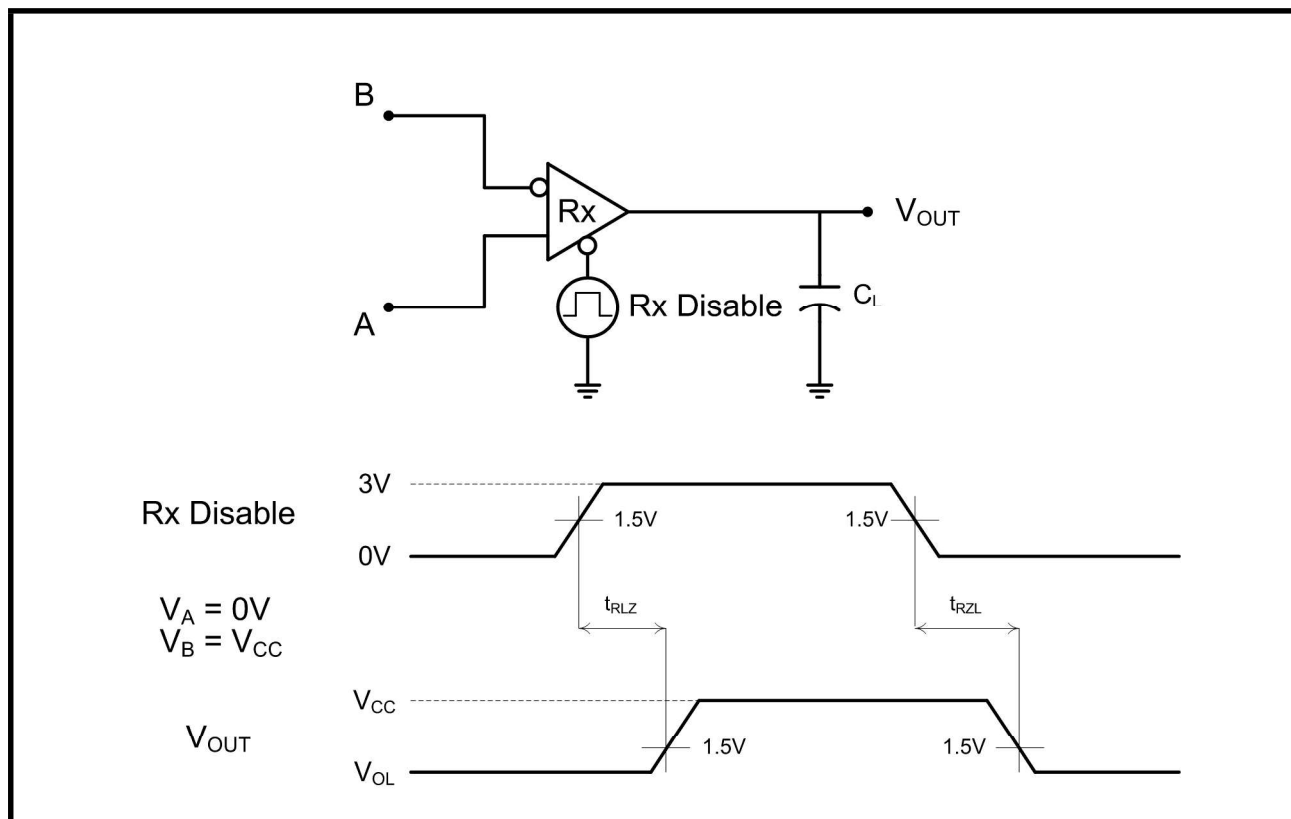 B
Rx
V_OUT
A
Rx Disable
C_L
3V
Rx Disable
1.5V
1.5V
0V
V_A = 0V
V_B = V_CC
t_RLZ
t_RZL
V_CC
V_OUT
1.5V
1.5V
V_OL